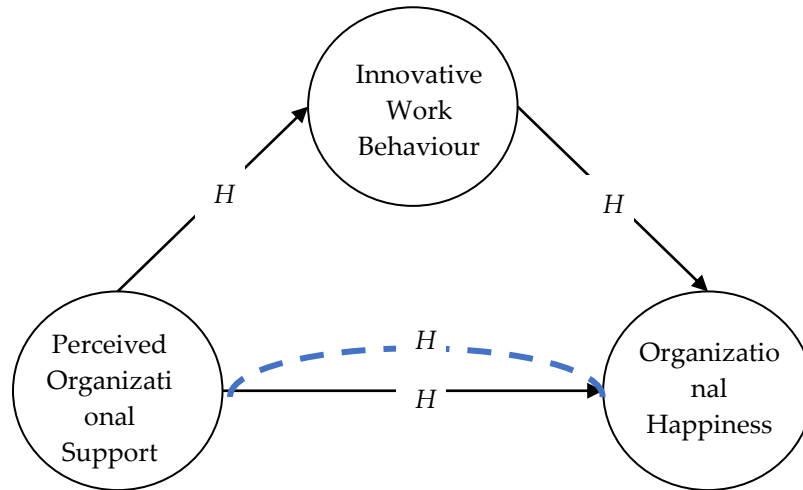 Innovative
Work
Behaviour
H
H
Perceived
Organizati
onal
Support
H
H
Organizatio
nal
Happiness